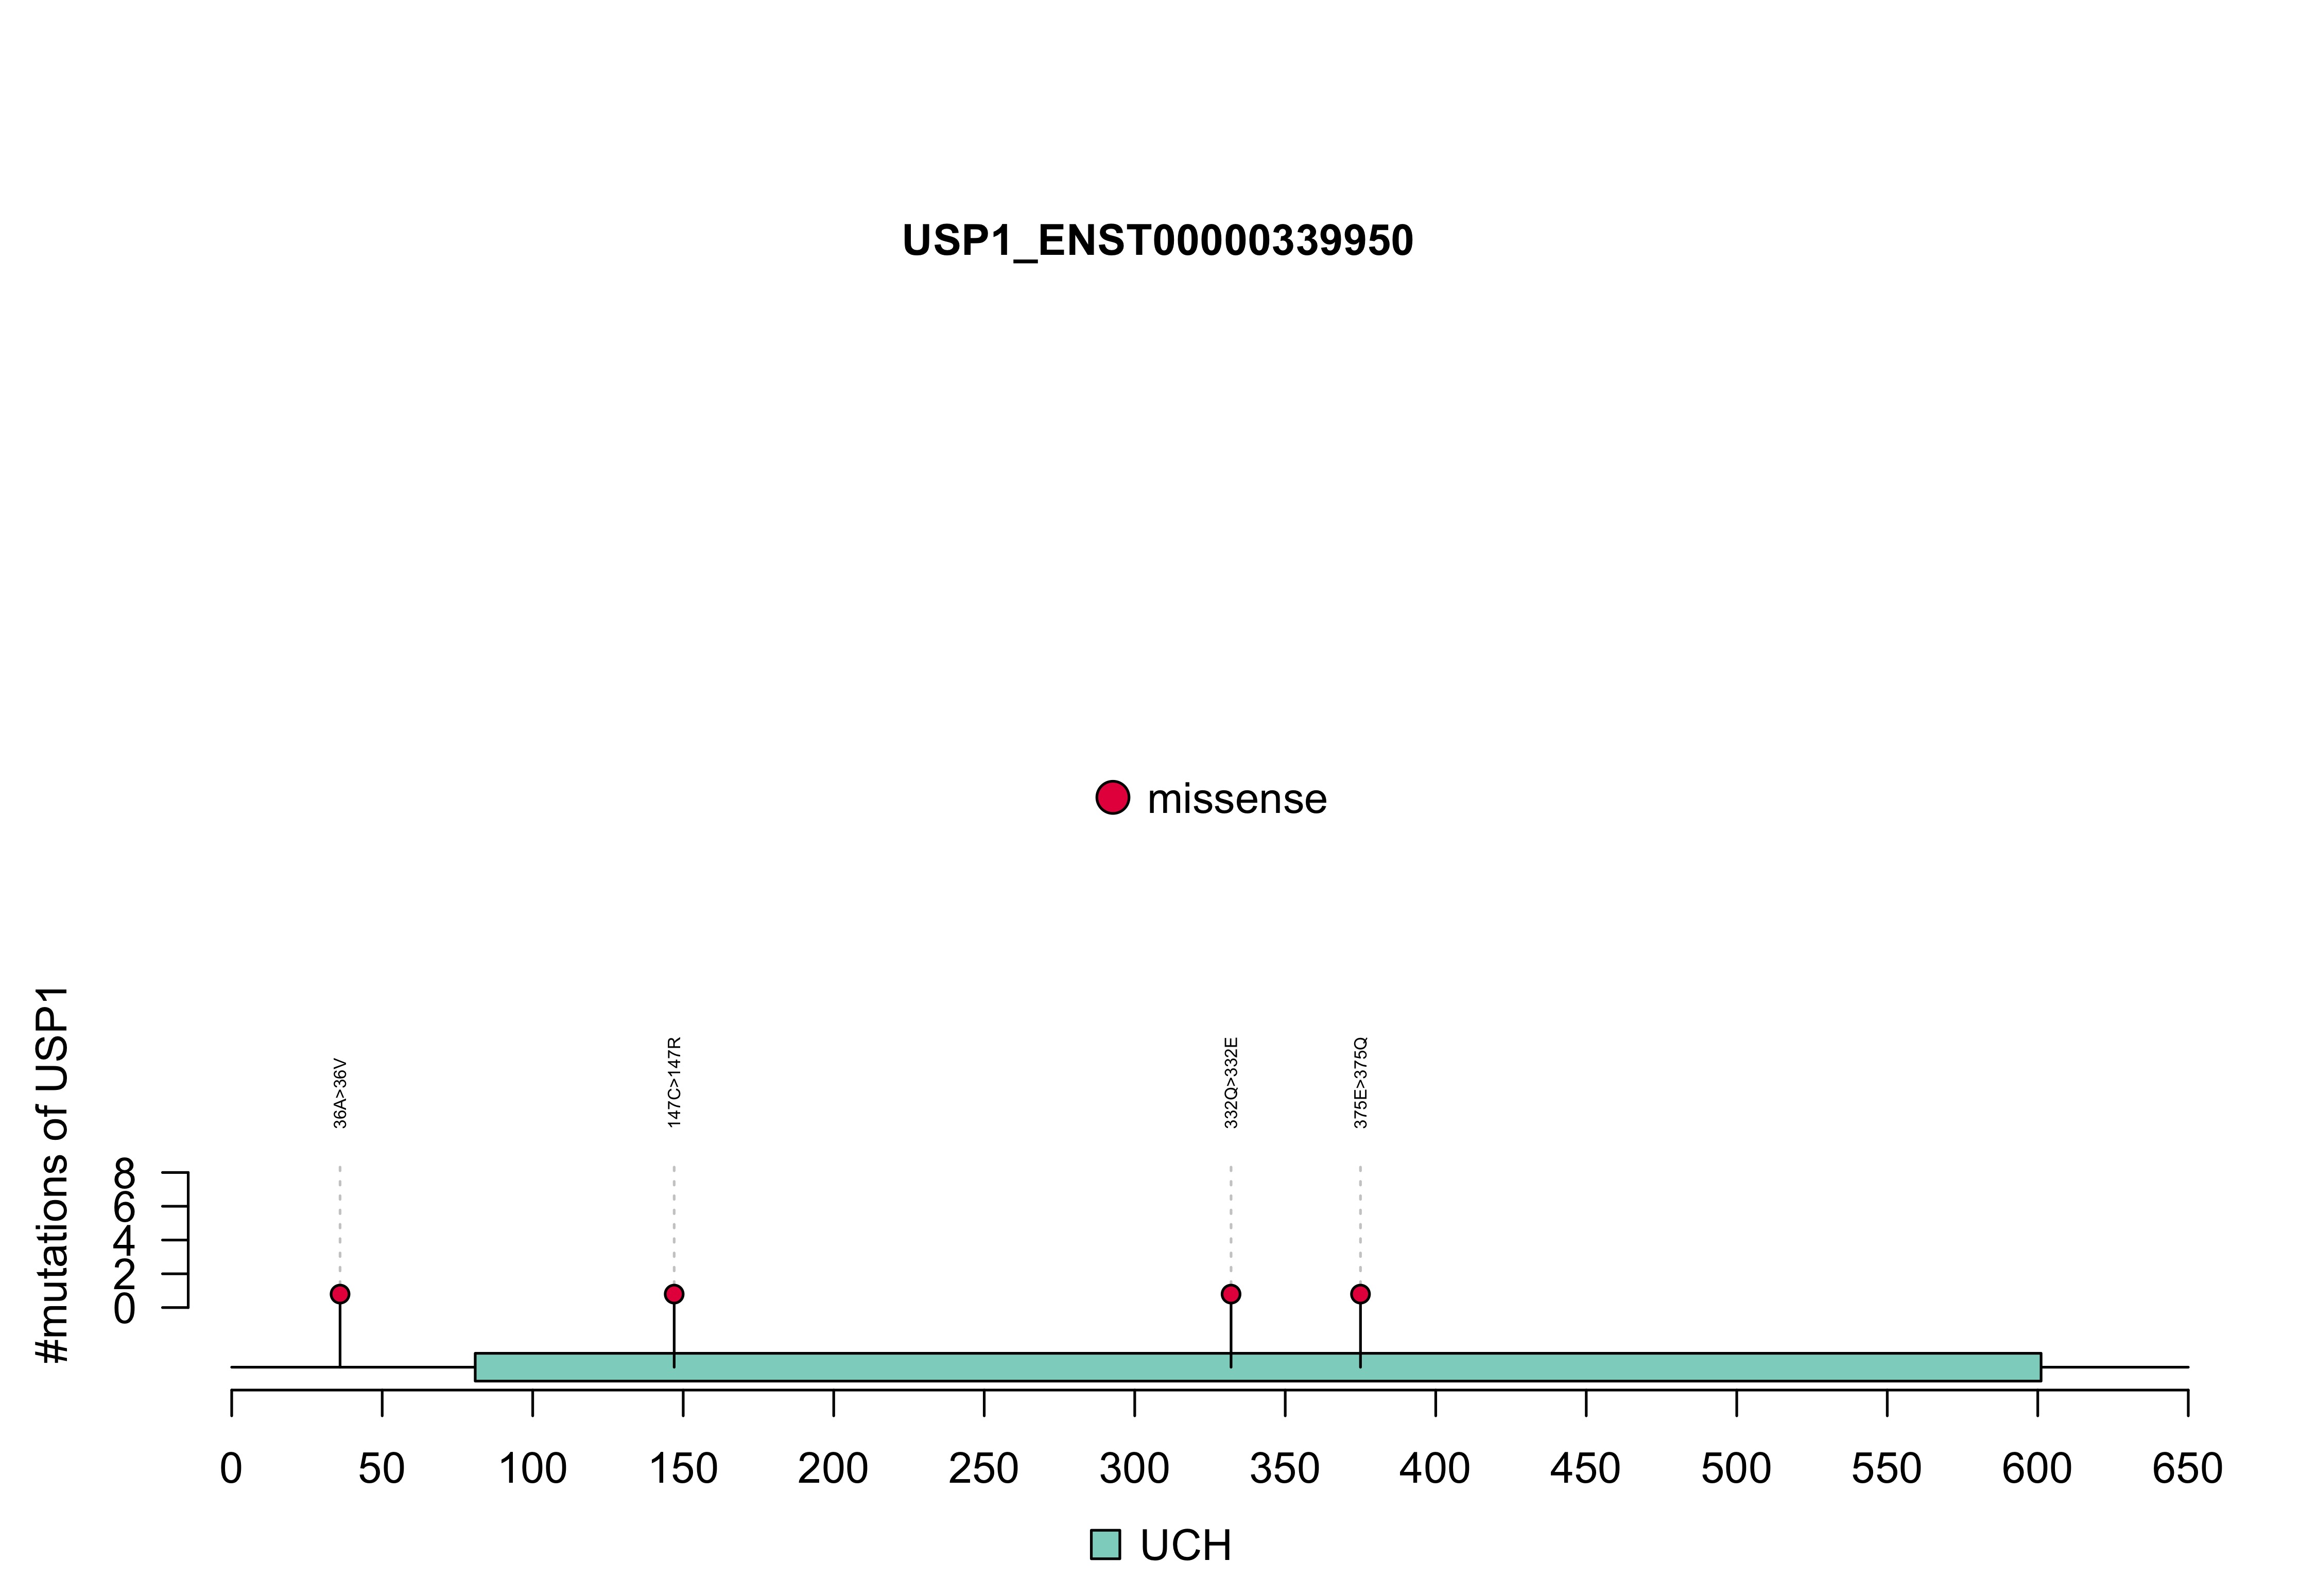 USP1_ENST00000339950
missense
#mutations of USP1
36A>36V
147C>147R
332Q>332E
375E>375Q
8
6
4
2
0
0 50 100 150 200 250 300 350 400 450 500 550 600 650
UCH